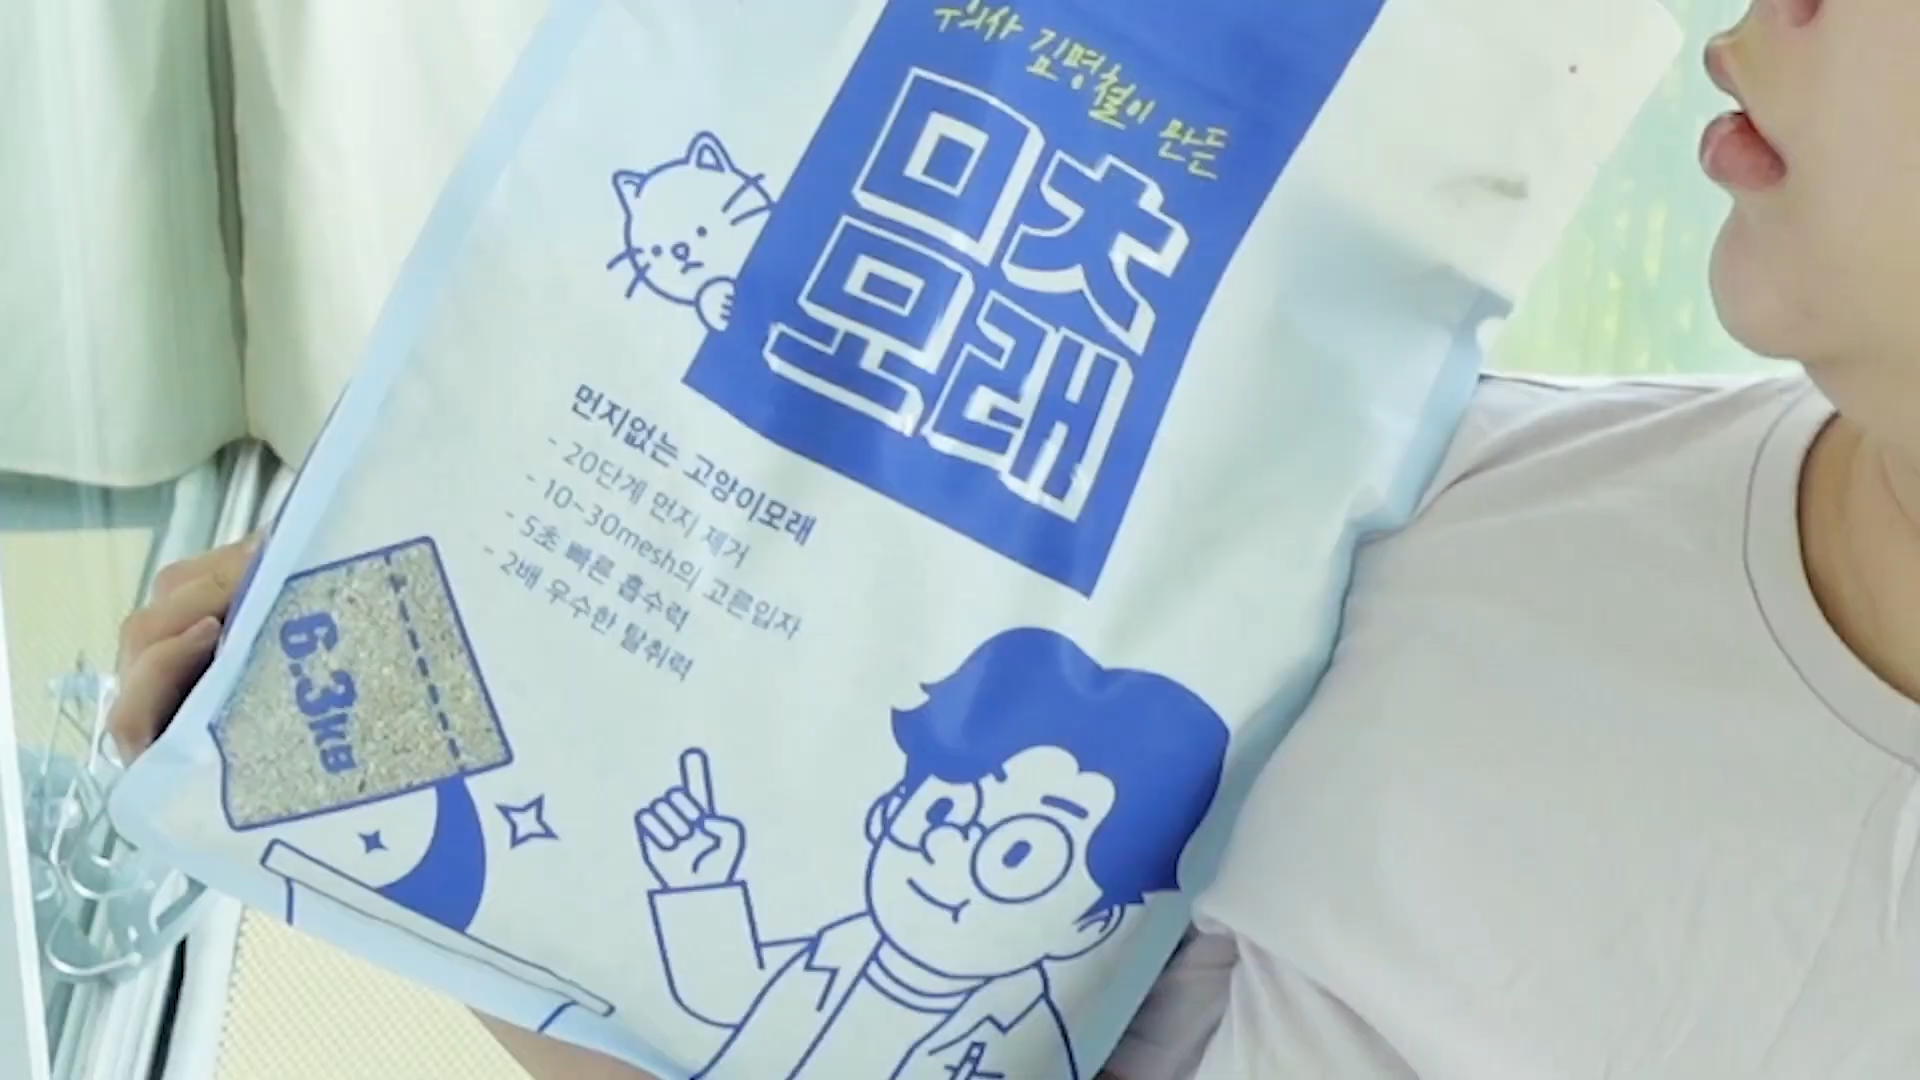 수의사 김명철이 만든
먼지없는 고양이모래
- 20단계 먼지 제거
- 10~30mesh의 고른입자
- 5초 빠른 흡수력
- 2배 우수한 탈취력
6.3KG
모래